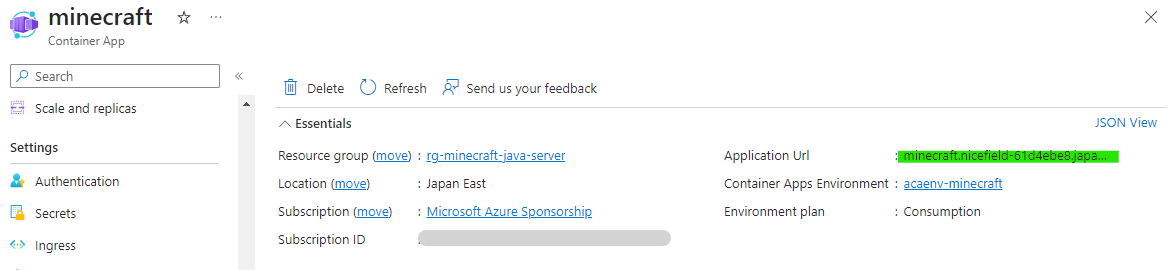 minecraft
Container App
Search
Scale and replicas
Settings
Authentication
Secrets
Ingress
Delete
Refresh
Send us your feedback
Essentials
JSON View
Resource group (move) : rg-minecraft-java-server
Location (move) : Japan East
Subscription (move) : Microsoft Azure Sponsorship
Subscription ID :
Application Url : minecraft.nicefield-61d4ebe8.japa...
Container Apps Environment : acaenv-minecraft
Environment plan : Consumption